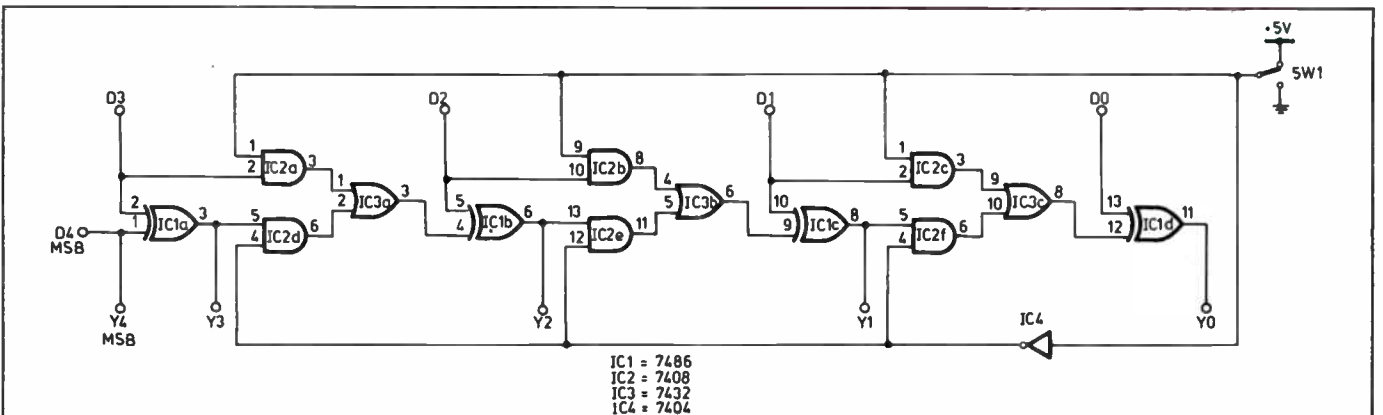 +5V
SW1
D3
D2
D1
D0
1
2
IC2a
3
9
10
IC2b
8
1
2
IC2c
3
1
2
IC3a
3
4
5
IC3b
6
9
10
IC3c
8
D4
MSB
2
1
IC1a
3
5
4
IC2d
6
5
4
IC1b
6
13
12
IC2e
11
10
9
IC1c
8
5
4
IC2f
6
13
12
IC1d
11
Y4
MSB
Y3
Y2
Y1
IC4
Y0
IC1 = 7486
IC2 = 7408
IC3 = 7432
IC4 = 7404